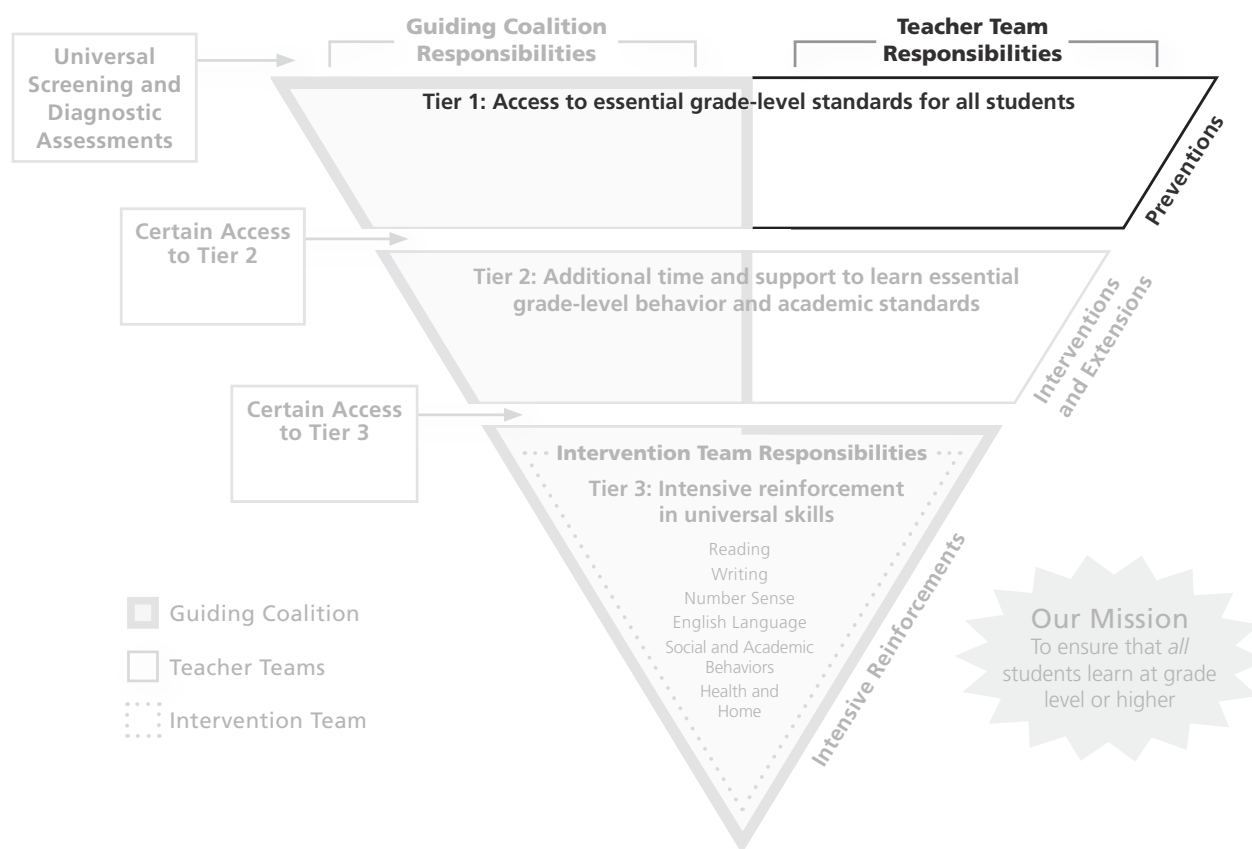 Guiding Coalition
Responsibilities
Teacher Team
Responsibilities
Universal
Screening and
Diagnostic
Assessments
Tier 1: Access to essential grade-level standards for all students
Preventions
Certain Access
to Tier 2
Tier 2: Additional time and support to learn essential
grade-level behavior and academic standards
Interventions
and Extensions
Certain Access
to Tier 3
Intervention Team Responsibilities
Tier 3: Intensive reinforcement
in universal skills
Reading
Writing
Number Sense
English Language
Social and Academic
Behaviors
Health and
Home
Intensive Reinforcements
Guiding Coalition
Teacher Teams
Intervention Team
Our Mission
To ensure that all
students learn at grade
level or higher